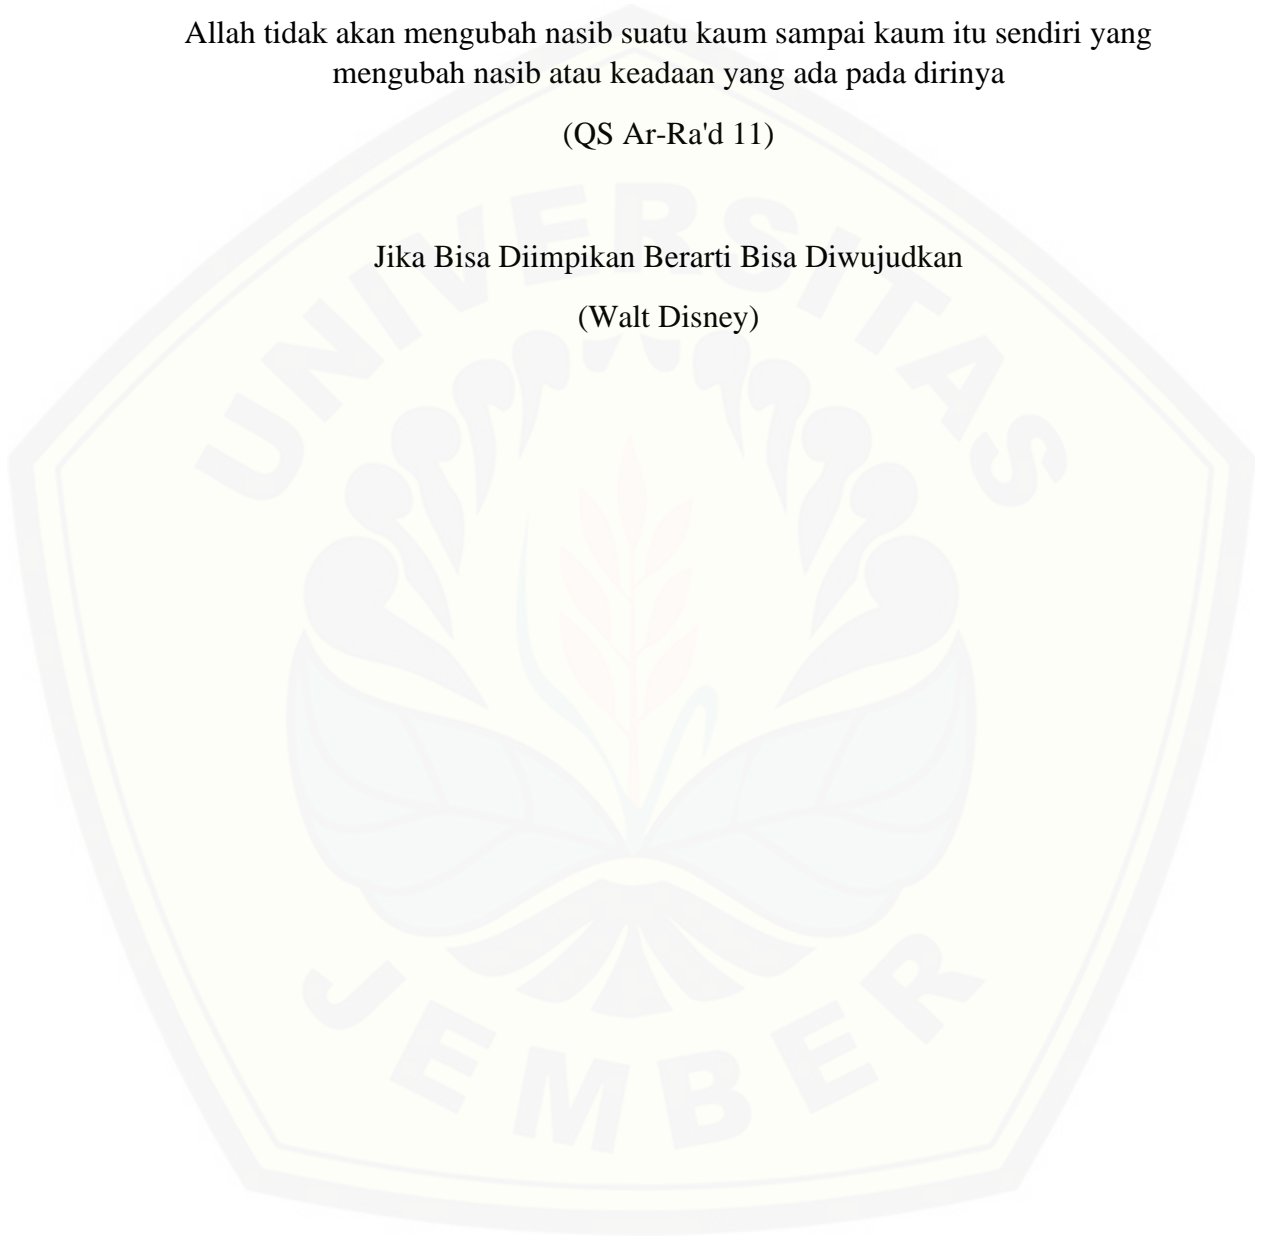 Allah tidak akan mengubah nasib suatu kaum sampai kaum itu sendiri yang
mengubah nasib atau keadaan yang ada pada dirinya
(QS Ar-Ra'd 11)
Jika Bisa Diimpikan Berarti Bisa Diwujudkan
(Walt Disney)
UNIVERSITAS
JEMBER